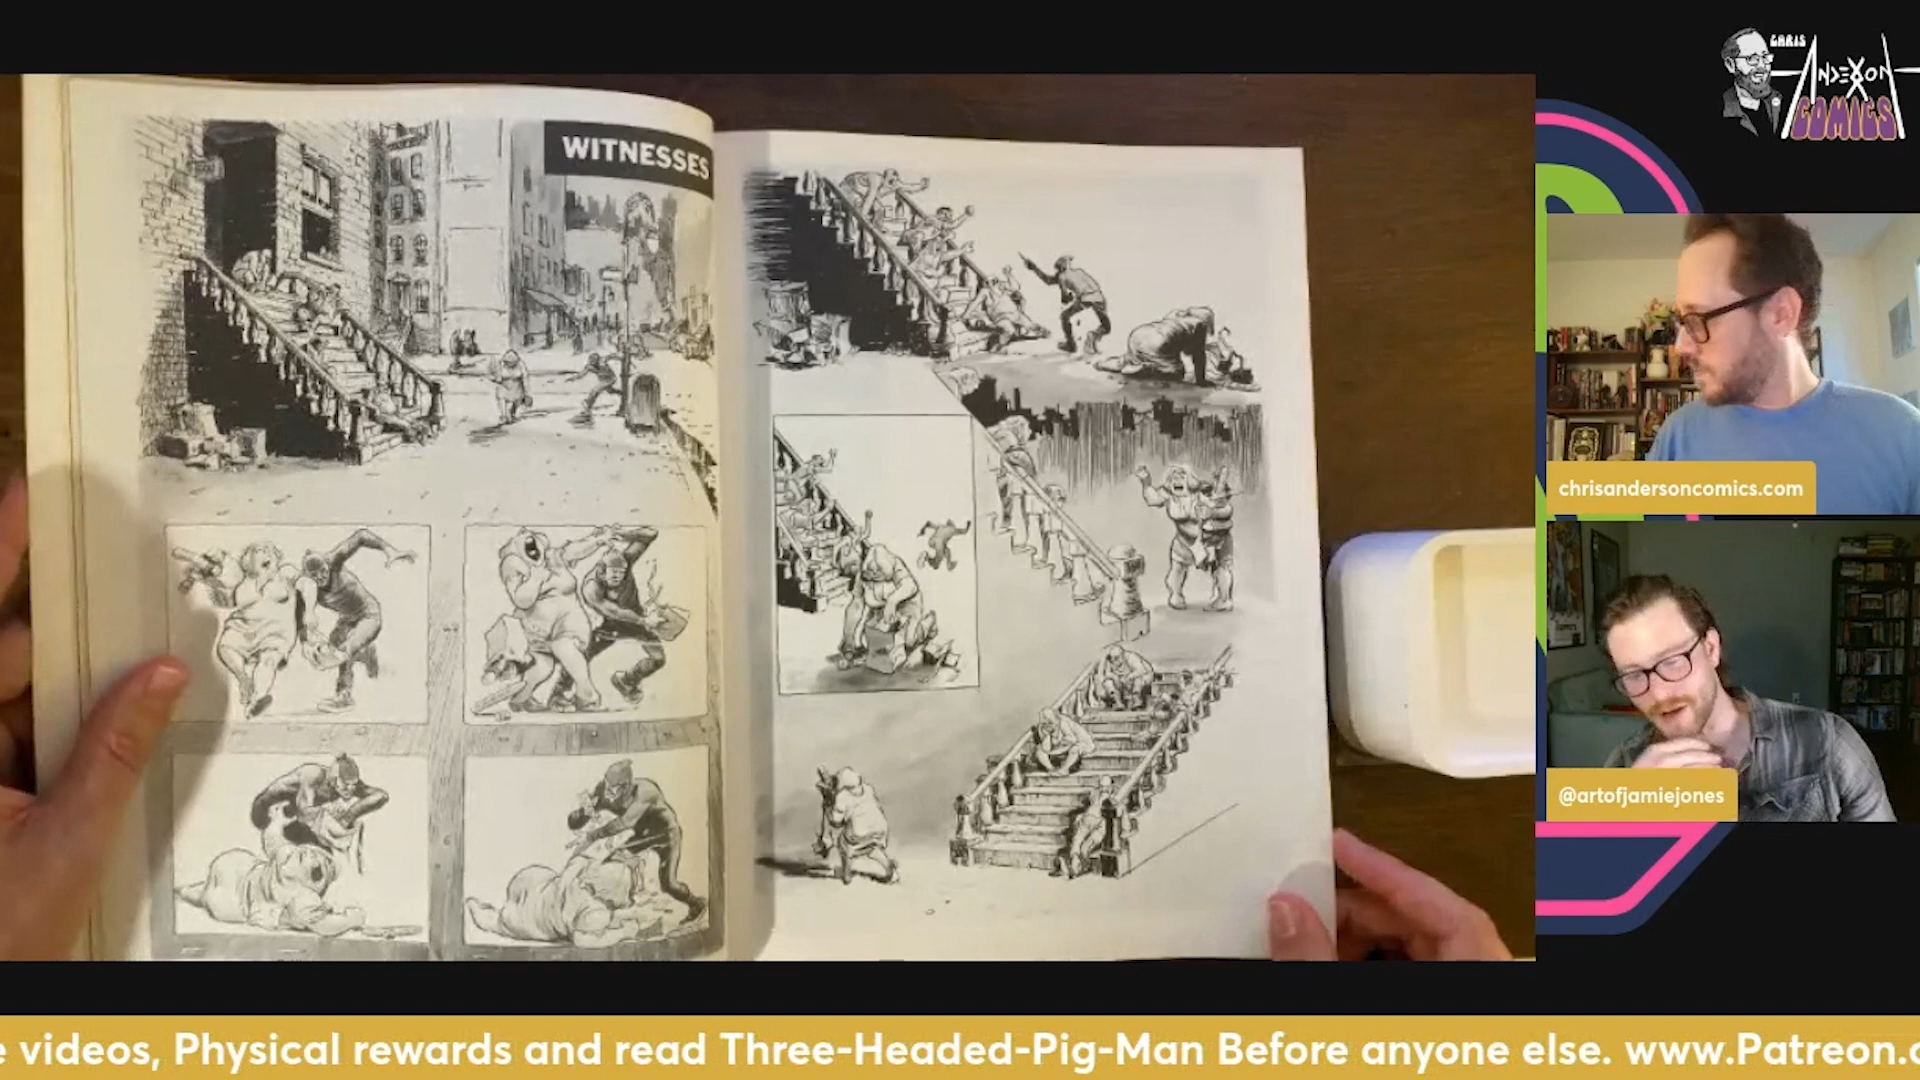 CHRIS
ANDEXSON
COMICS
WITNESSES
chrisandersoncomics.com
@artofjamiejones
e videos, Physical rewards and read Three-Headed-Pig-Man Before anyone else. www.Patreon.c